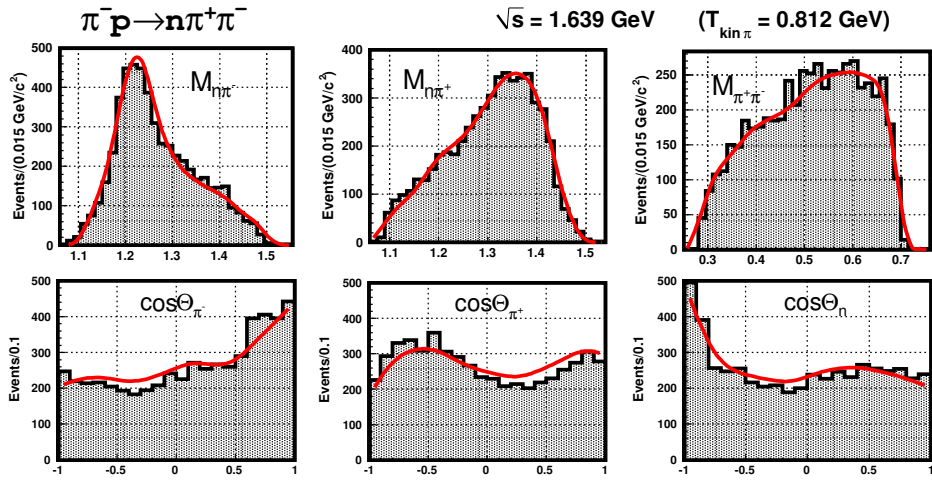 π⁻p→nπ⁺π⁻ √s = 1.639 GeV (T_kin π = 0.812 GeV)
Events/(0.015 GeV/c²)
500
400
300
200
100
0
M_nπ⁻
1.1 1.2 1.3 1.4 1.5
Events/(0.015 GeV/c²)
400
300
200
100
0
M_nπ⁺
1.1 1.2 1.3 1.4 1.5
Events/(0.015 GeV/c²)
250
200
150
100
50
0
M_π⁺π⁻
0.3 0.4 0.5 0.6 0.7
Events/0.1
500
400
300
200
100
0
cosΘ_π⁻
-1 -0.5 0 0.5 1
Events/0.1
500
400
300
200
100
0
cosΘ_π⁺
-1 -0.5 0 0.5 1
Events/0.1
500
400
300
200
100
0
cosΘ_n
-1 -0.5 0 0.5 1